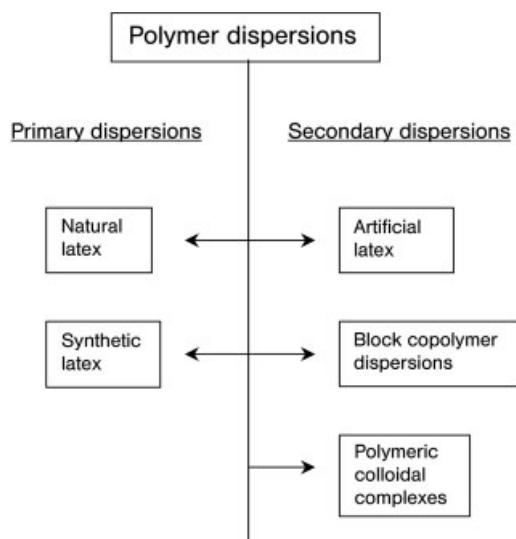 Polymer dispersions
Primary dispersions
Secondary dispersions
Natural
latex
Artificial
latex
Synthetic
latex
Block copolymer
dispersions
Polymeric
colloidal
complexes